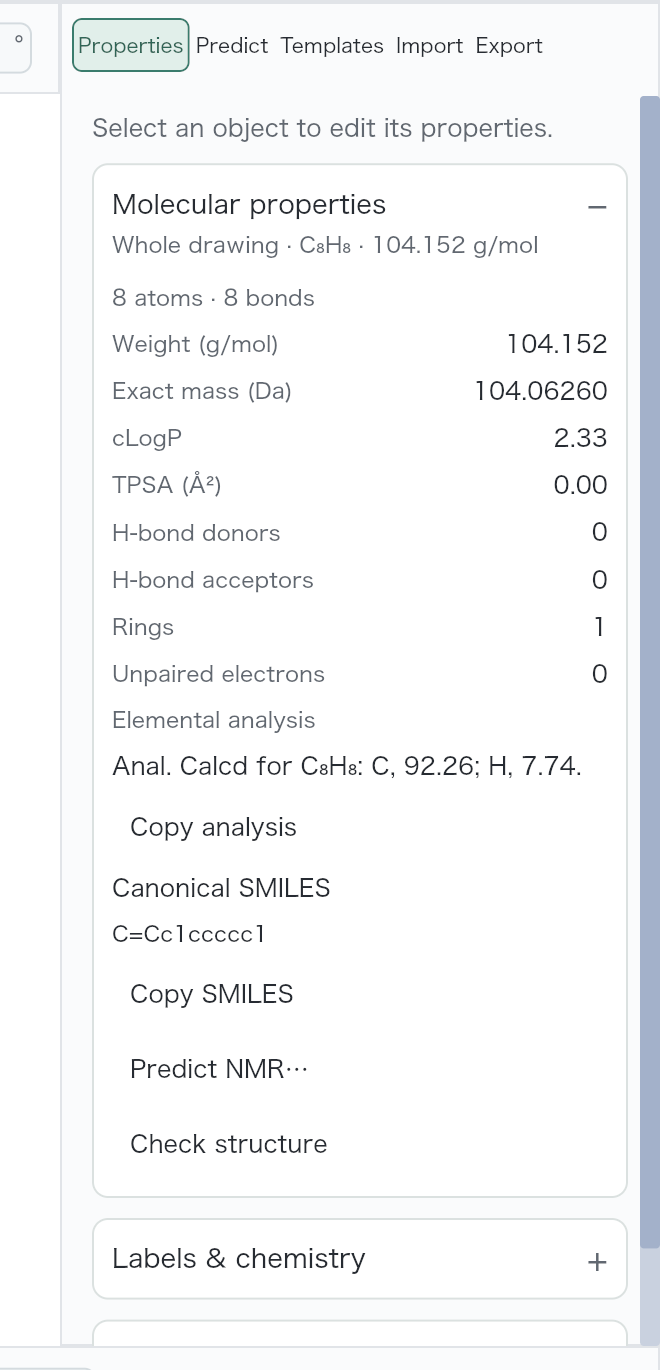 °
Properties Predict Templates Import Export
Select an object to edit its properties.
Molecular properties −
Whole drawing · C₈H₈ · 104.152 g/mol
8 atoms · 8 bonds
Weight (g/mol) 104.152
Exact mass (Da) 104.06260
cLogP 2.33
TPSA (Å²) 0.00
H-bond donors 0
H-bond acceptors 0
Rings 1
Unpaired electrons 0
Elemental analysis
Anal. Calcd for C₈H₈: C, 92.26; H, 7.74.
Copy analysis
Canonical SMILES
C=Cc1ccccc1
Copy SMILES
Predict NMR…
Check structure
Labels & chemistry +